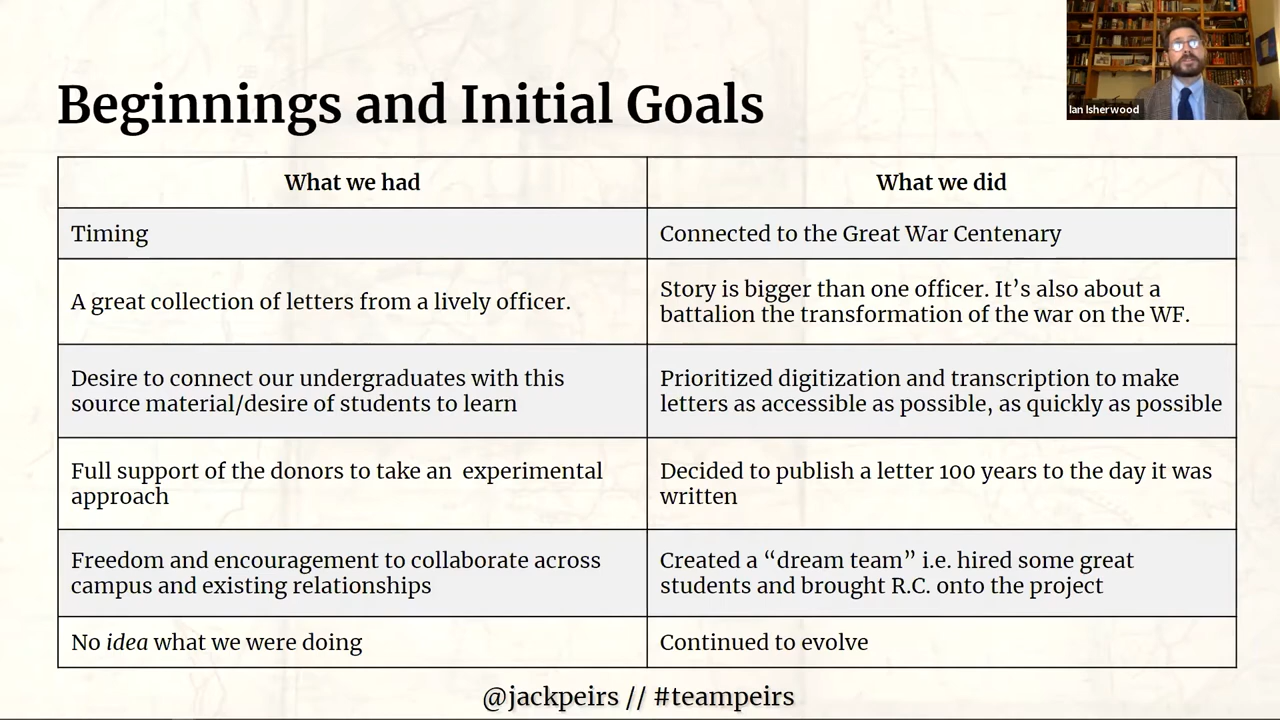 Ian Isherwood
Beginnings and Initial Goals
What we had
What we did
Timing
Connected to the Great War Centenary
A great collection of letters from a lively officer.
Story is bigger than one officer. It’s also about a
battalion the transformation of the war on the WF.
Desire to connect our undergraduates with this
source material/desire of students to learn
Prioritized digitization and transcription to make
letters as accessible as possible, as quickly as possible
Full support of the donors to take an  experimental
approach
Decided to publish a letter 100 years to the day it was
written
Freedom and encouragement to collaborate across
campus and existing relationships
Created a “dream team” i.e. hired some great
students and brought R.C. onto the project
No idea what we were doing
Continued to evolve
@jackpeirs // #teampeirs